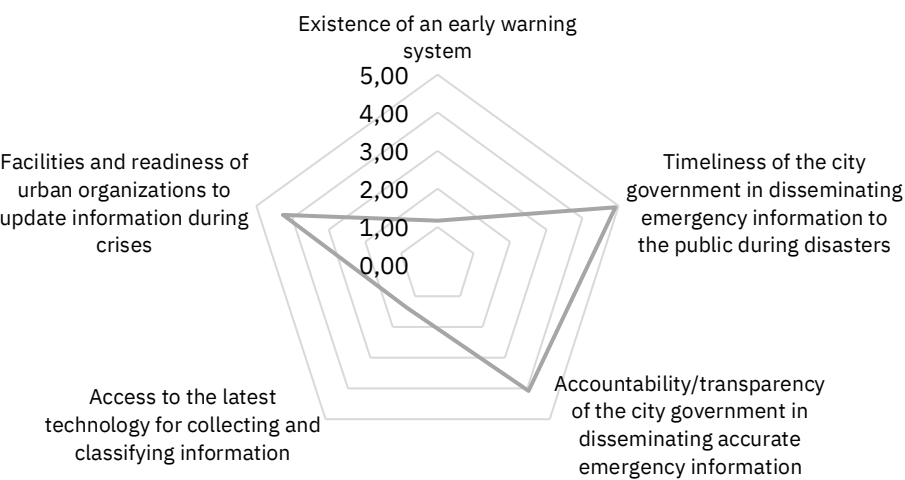 Existence of an early warning
system
5,00
4,00
3,00
2,00
1,00
0,00
Timeliness of the city
government in disseminating
emergency information to
the public during disasters
Accountability/transparency
of the city government in
disseminating accurate
emergency information
Access to the latest
technology for collecting and
classifying information
Facilities and readiness of
urban organizations to
update information during
crises